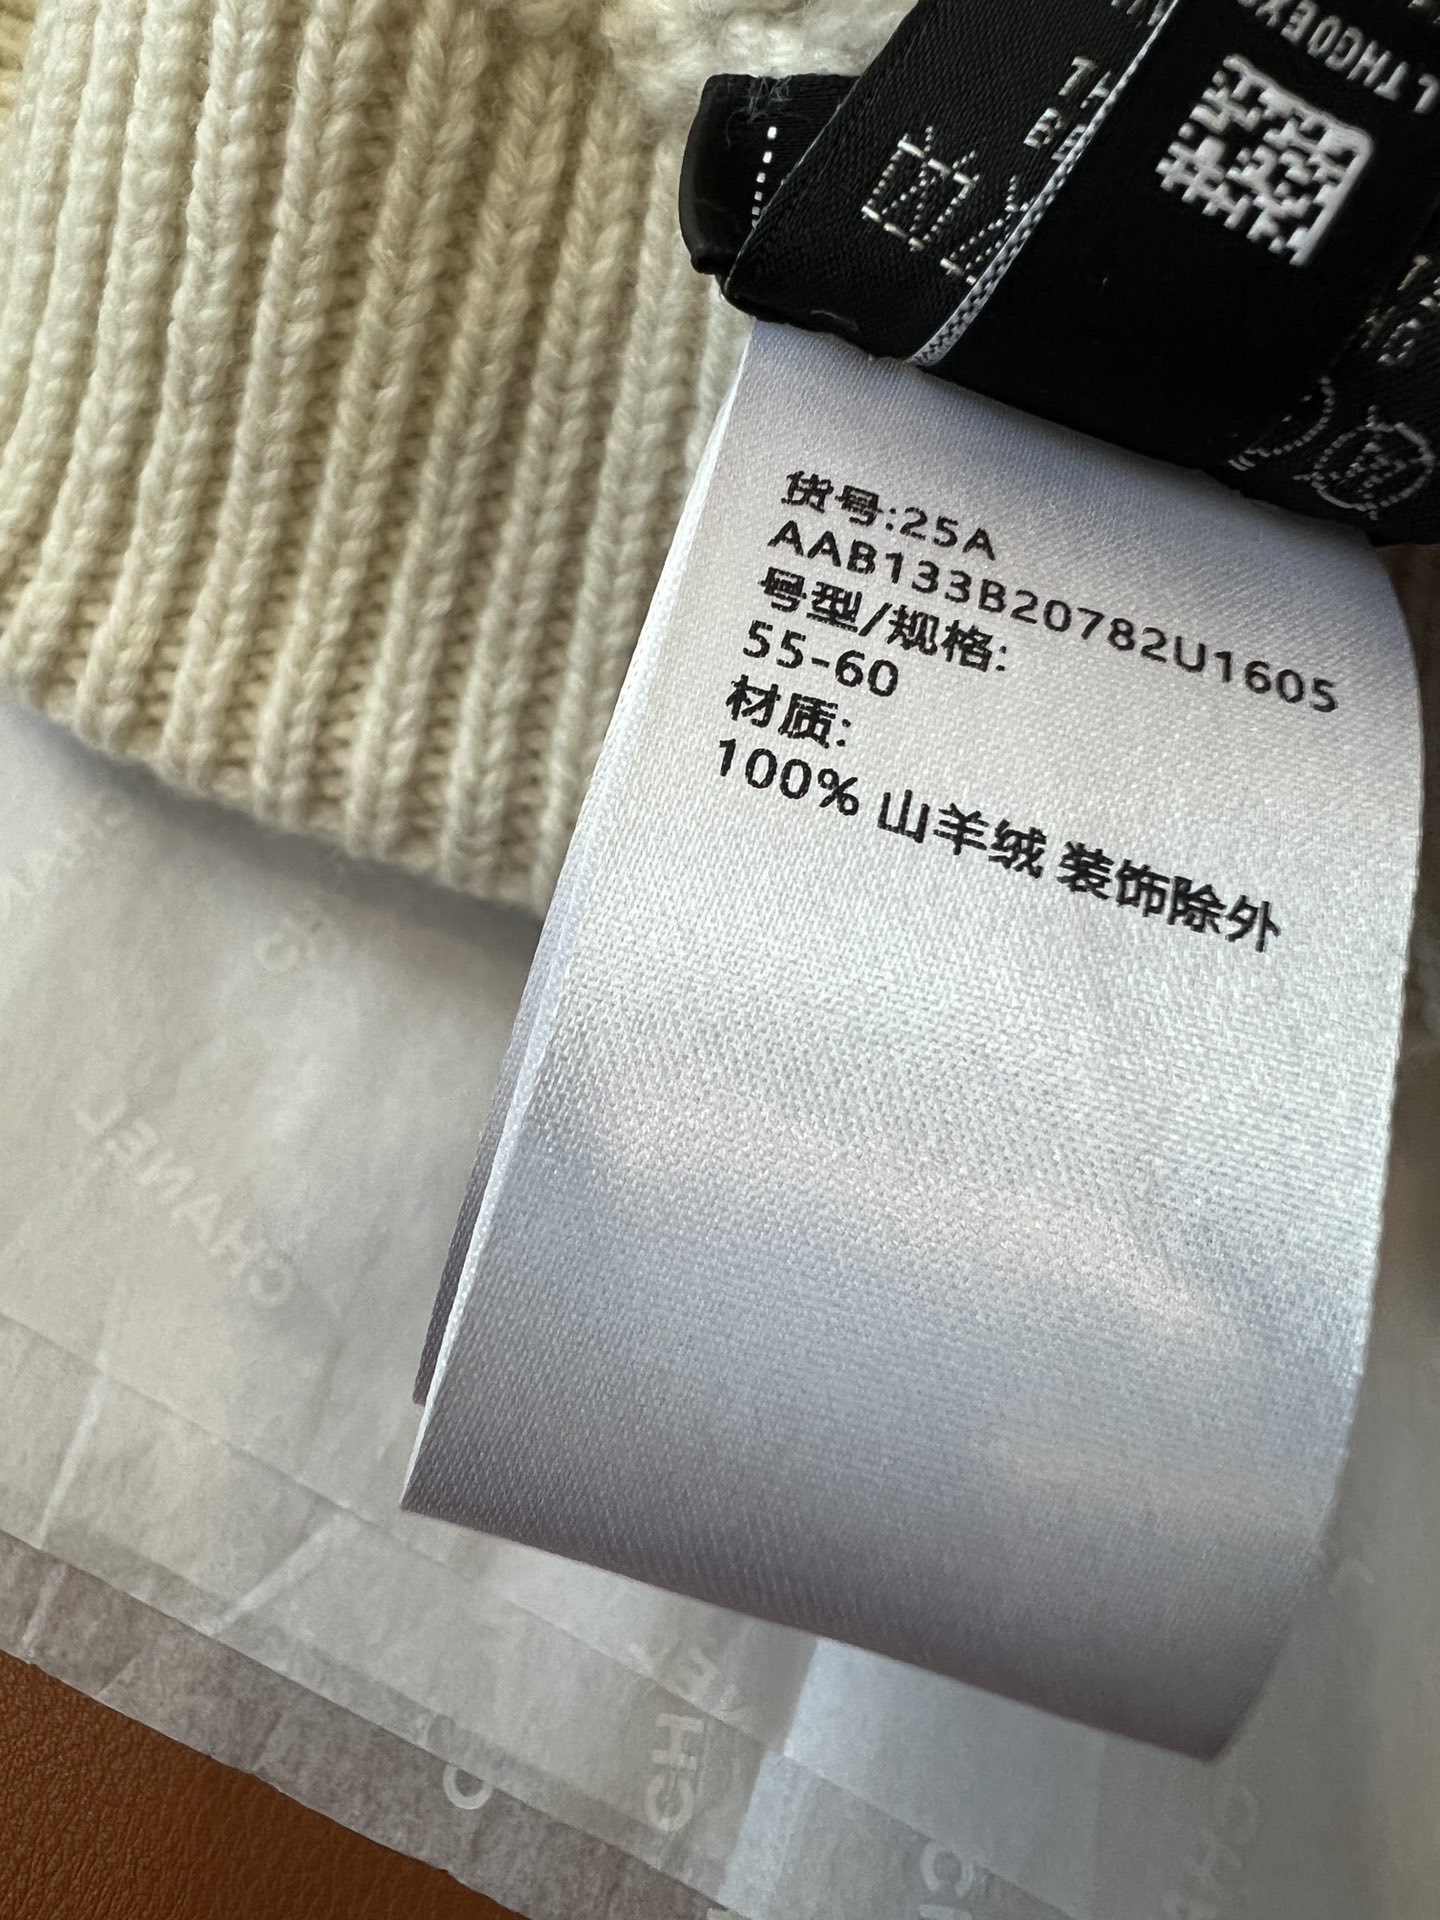 货号:25A
AAB133B20782U1605
号型/规格:
55-60
材质:
100% 山羊绒 装饰除外
CHANEL